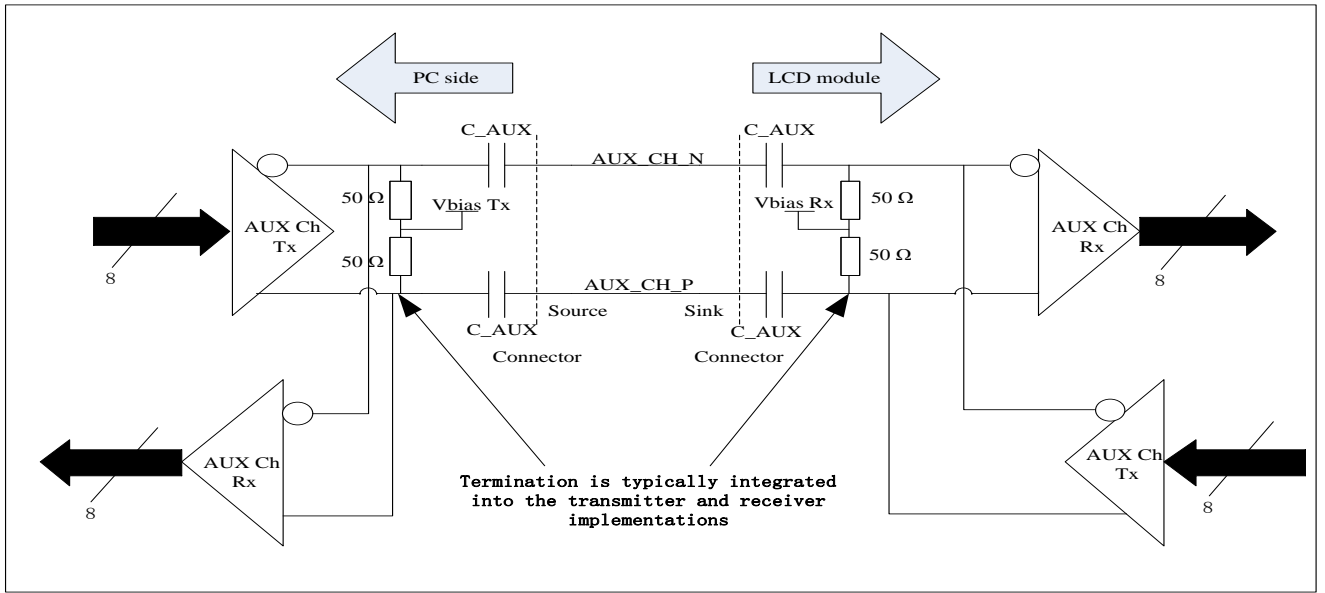 PC side
LCD module
C_AUX
C_AUX
AUX_CH_N
50 Ω
Vbias Tx
Vbias Rx
50 Ω
AUX Ch
Tx
AUX Ch
Rx
8
50 Ω
50 Ω
8
AUX_CH_P
Source
Sink
C_AUX
C_AUX
Connector
Connector
AUX Ch
Rx
AUX Ch
Tx
8
8
Termination is typically integrated
into the transmitter and receiver
implementations